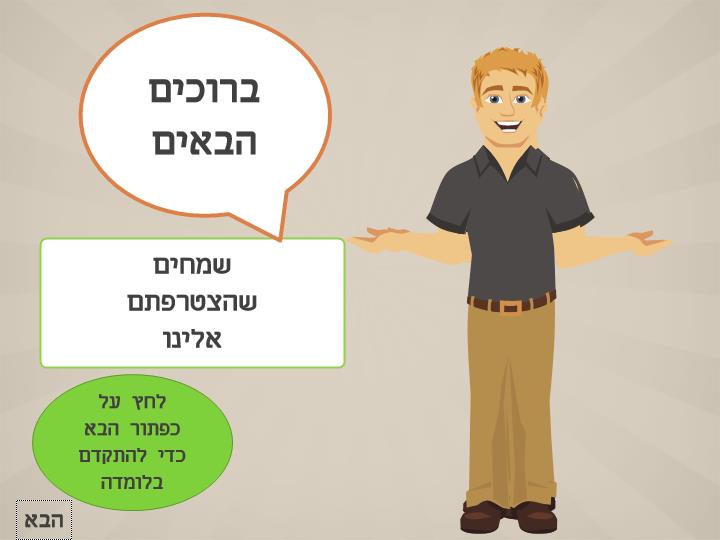 ברוכים
הבאים
שמחים
שהצטרפתם
אלינו
לחץ על
כפתור הבא
כדי להתקדם
בלומדה
הבא